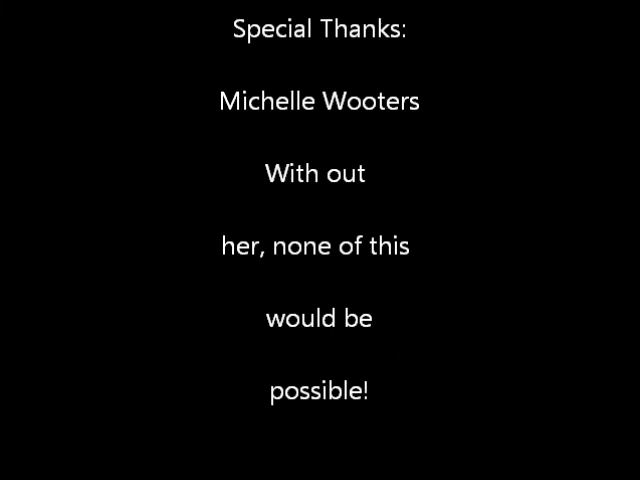 Special Thanks:
Michelle Wooters
With out
her, none of this
would be
possible!